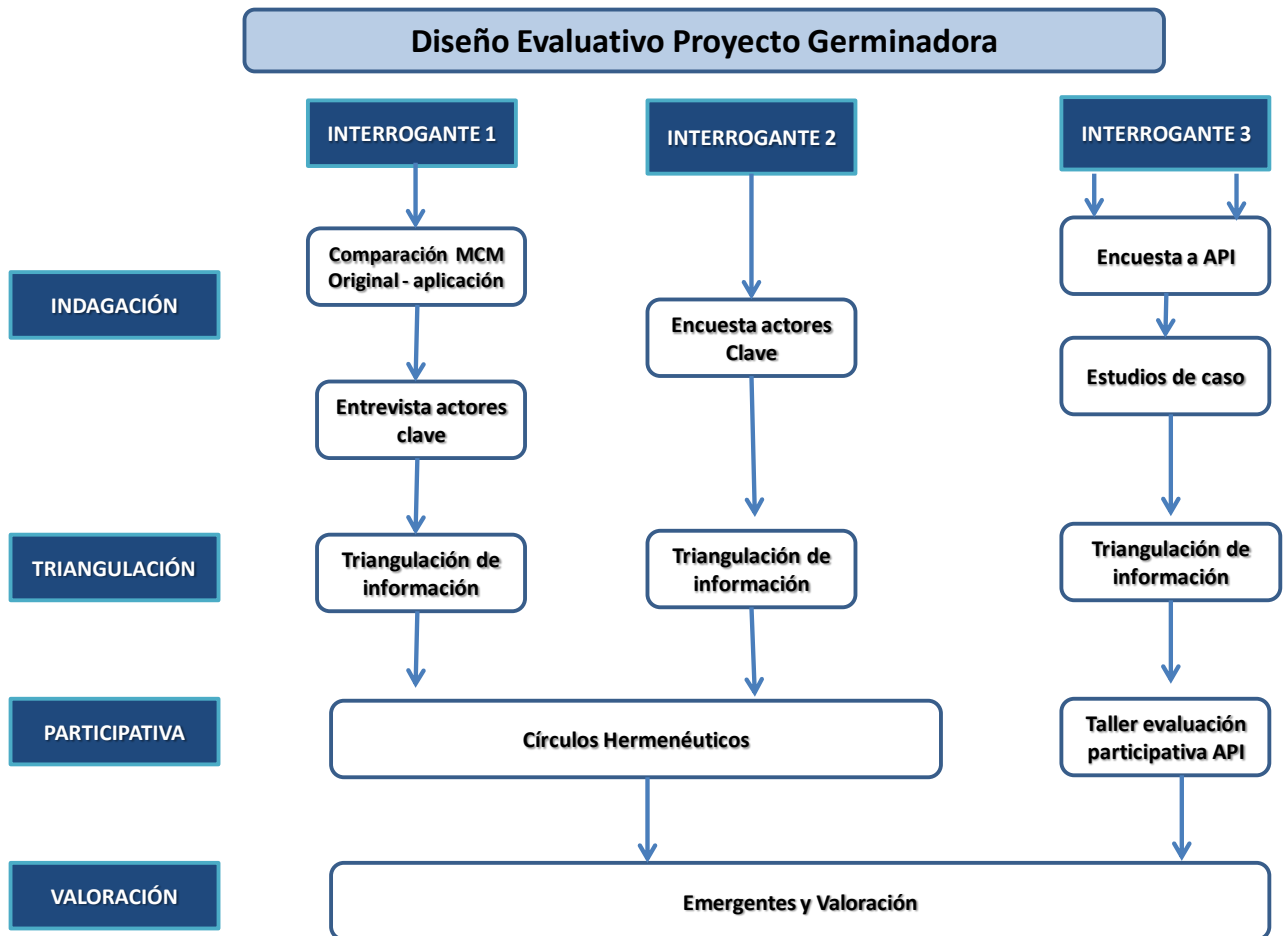 Diseño Evaluativo Proyecto Germinadora
INTERROGANTE 1
INTERROGANTE 2
INTERROGANTE 3
INDAGACIÓN
Comparación MCM
Original - aplicación
Encuesta a API
Encuesta actores
Clave
Estudios de caso
Entrevista actores
clave
TRIANGULACIÓN
Triangulación de
información
Triangulación de
información
Triangulación de
información
PARTICIPATIVA
Círculos Hermenéuticos
Taller evaluación
participativa API
VALORACIÓN
Emergentes y Valoración